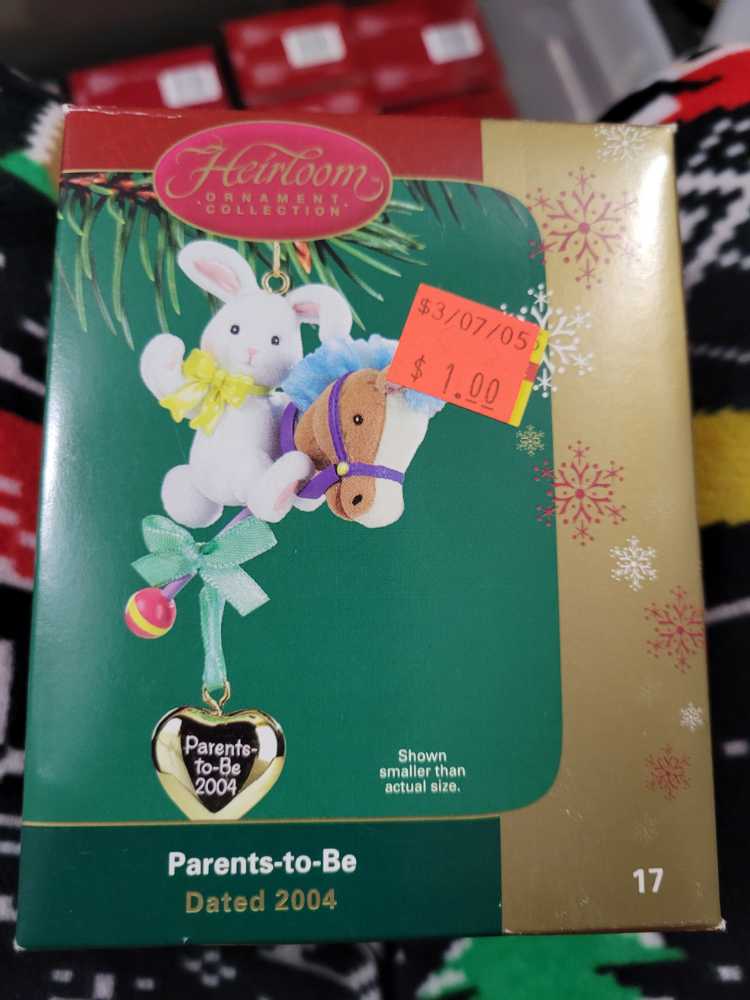 Heirloom
ORNAMENT
COLLECTION
$3/07/05
$ 1.00
Parents-
to-Be
2004
Shown
smaller than
actual size.
Parents-to-Be
Dated 2004
17